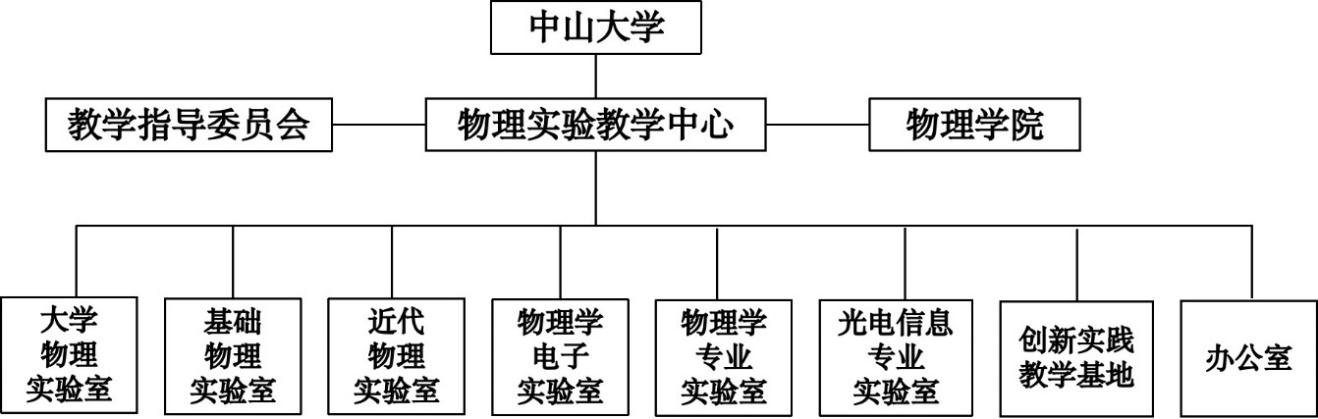 中山大学
教学指导委员会
物理实验教学中心
物理学院
大学
物理
实验室
基础
物理
实验室
近代
物理
实验室
物理学
电子
实验室
物理学
专业
实验室
光电信息
专业
实验室
创新实践
教学基地
办公室